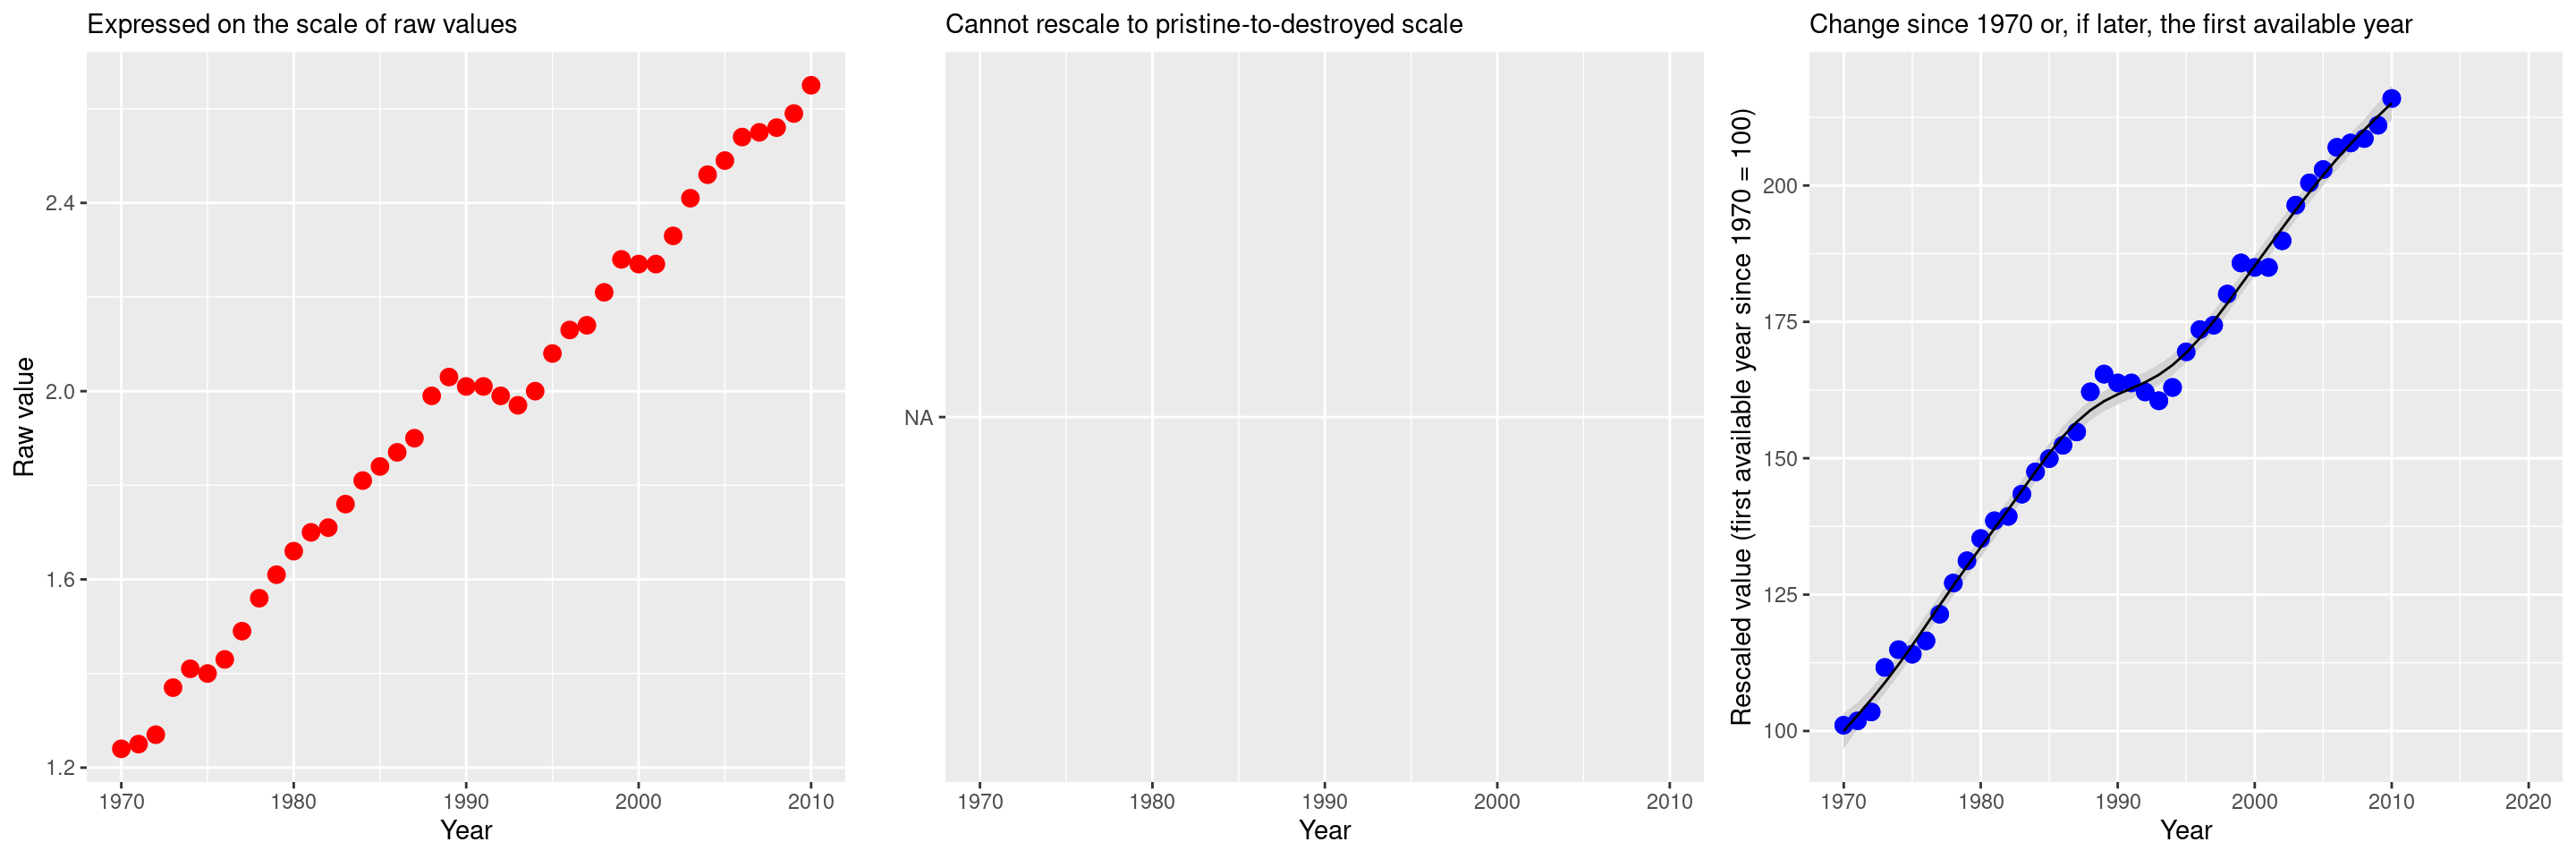 Expressed on the scale of raw values
Raw value
2.4
2.0
1.6
1.2
1970 1980 1990 2000 2010
Year
Cannot rescale to pristine-to-destroyed scale
NA
1970 1980 1990 2000 2010
Year
Change since 1970 or, if later, the first available year
Rescaled value (first available year since 1970 = 100)
200
175
150
125
100
1970 1980 1990 2000 2010 2020
Year